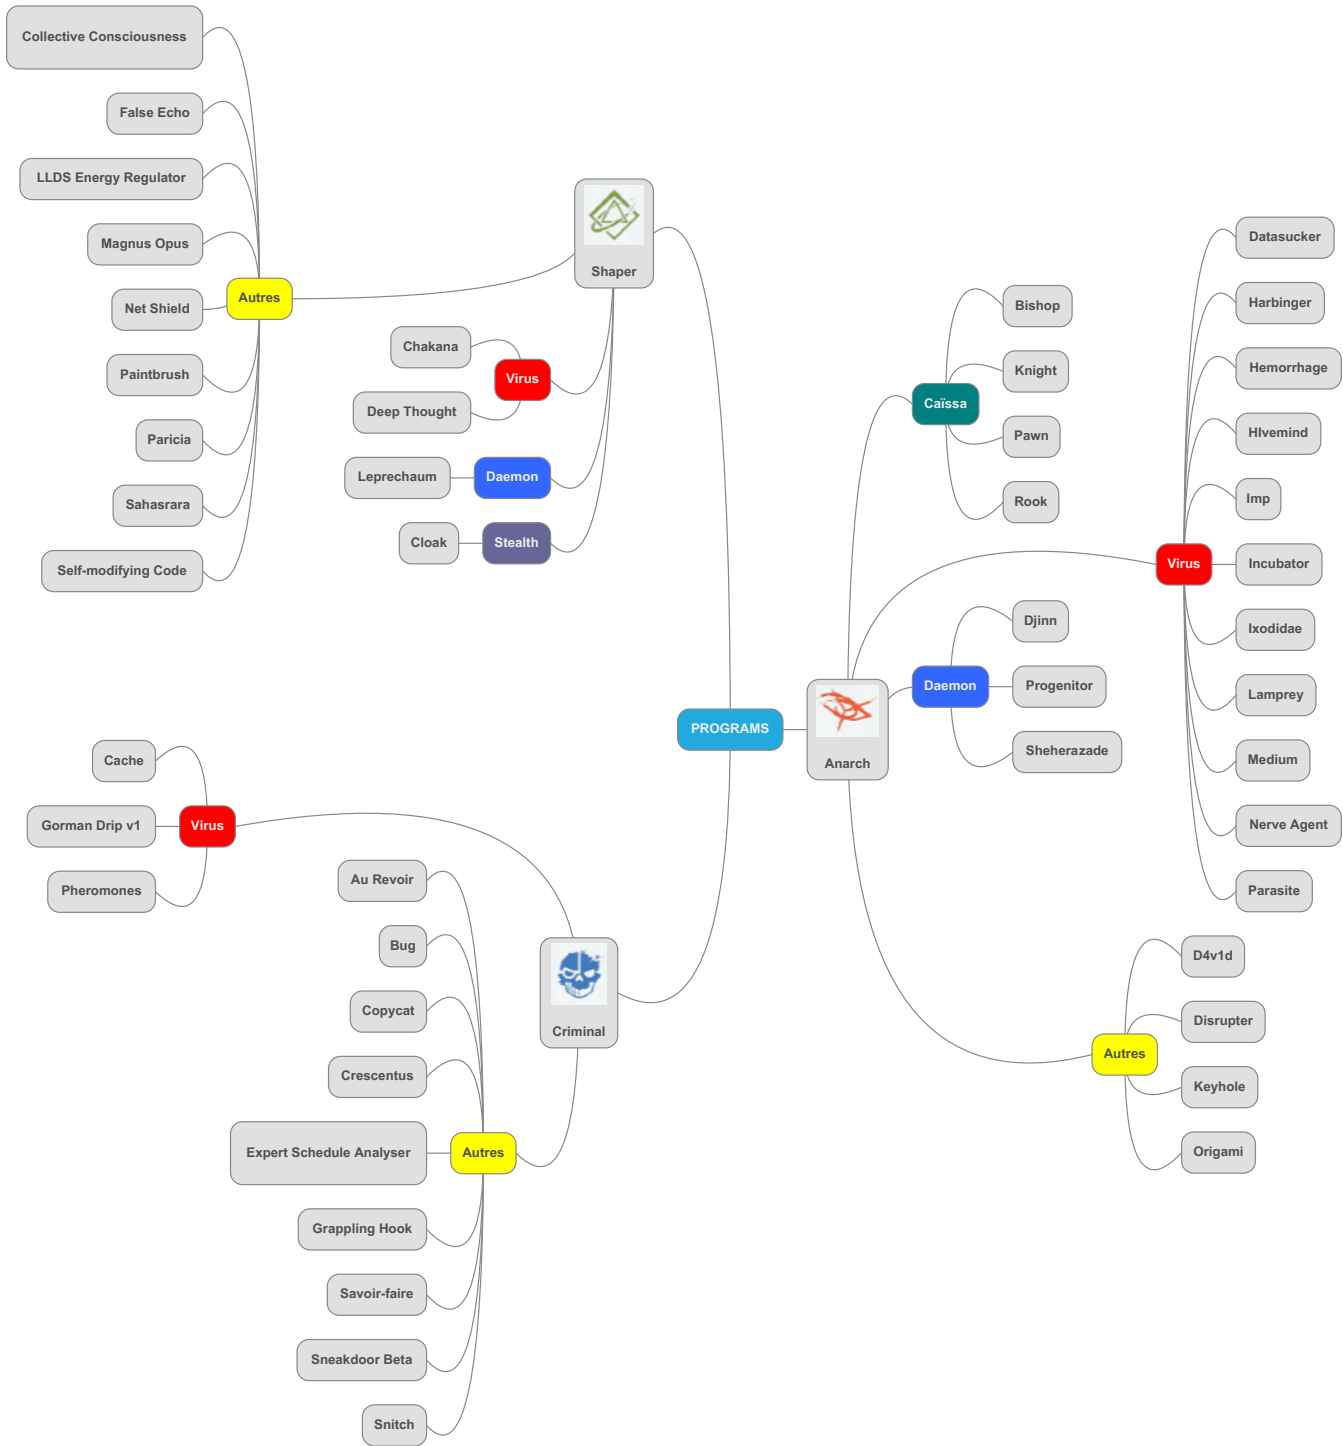 PROGRAMS
Shaper
Autres
Collective Consciousness
False Echo
LLDS Energy Regulator
Magnus Opus
Net Shield
Paintbrush
Paricia
Sahasrara
Self-modifying Code
Virus
Chakana
Deep Thought
Daemon
Leprechaum
Stealth
Cloak
Anarch
Caïssa
Bishop
Knight
Pawn
Rook
Virus
Datasucker
Harbinger
Hemorrhage
HIvemind
Imp
Incubator
Ixodidae
Lamprey
Medium
Nerve Agent
Parasite
Daemon
Djinn
Progenitor
Sheherazade
Autres
D4v1d
Disrupter
Keyhole
Origami
Criminal
Virus
Cache
Gorman Drip v1
Pheromones
Autres
Au Revoir
Bug
Copycat
Crescentus
Expert Schedule Analyser
Grappling Hook
Savoir-faire
Sneakdoor Beta
Snitch